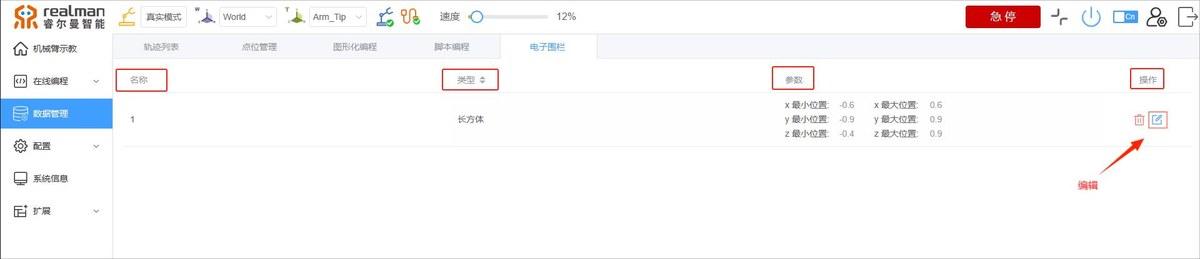 realman
睿尔曼智能
真实模式
W
World
T
Arm_Tip
速度
12%
急停
Cn
机械臂示教
在线编程
数据管理
配置
系统信息
扩展
轨迹列表
点位管理
图形化编程
脚本编程
电子围栏
名称
类型
参数
操作
1
长方体
x 最小位置: -0.6 x 最大位置: 0.6
y 最小位置: -0.9 y 最大位置: 0.9
z 最小位置: -0.4 z 最大位置: 0.9
编辑